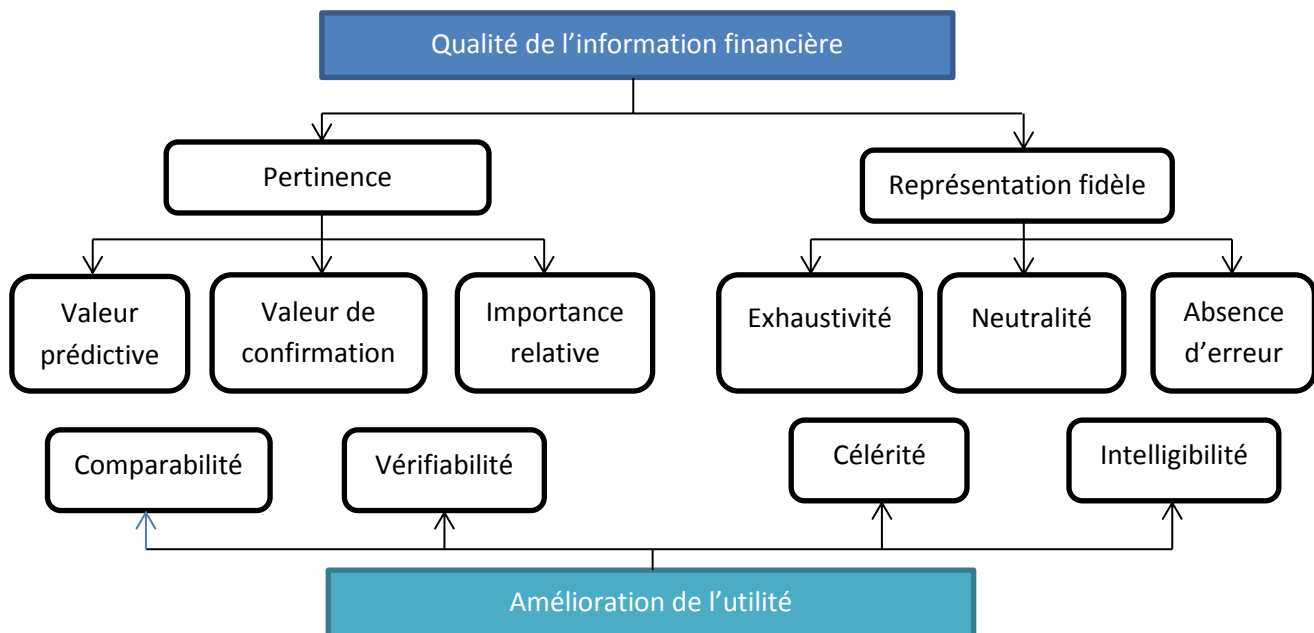 Qualité de l’information financière
Pertinence
Représentation fidèle
Valeur
prédictive
Valeur de
confirmation
Importance
relative
Exhaustivité
Neutralité
Absence
d’erreur
Comparabilité
Vérifiabilité
Célérité
Intelligibilité
Amélioration de l’utilité